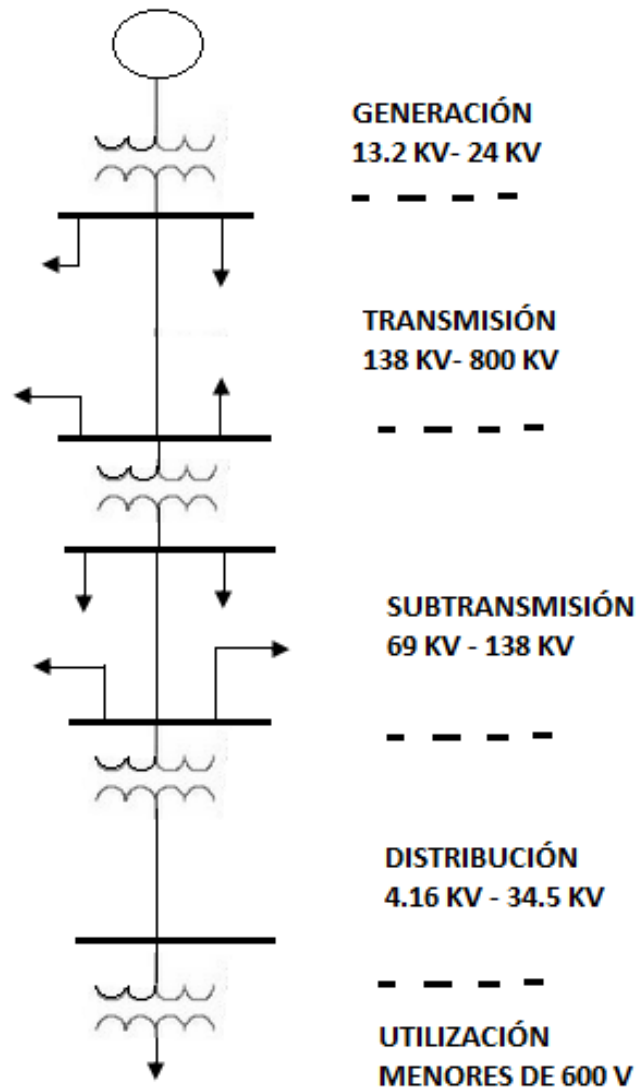 GENERACIÓN
13.2 KV- 24 KV
TRANSMISIÓN
138 KV- 800 KV
SUBTRANSMISIÓN
69 KV - 138 KV
DISTRIBUCIÓN
4.16 KV - 34.5 KV
UTILIZACIÓN
MENORES DE 600 V